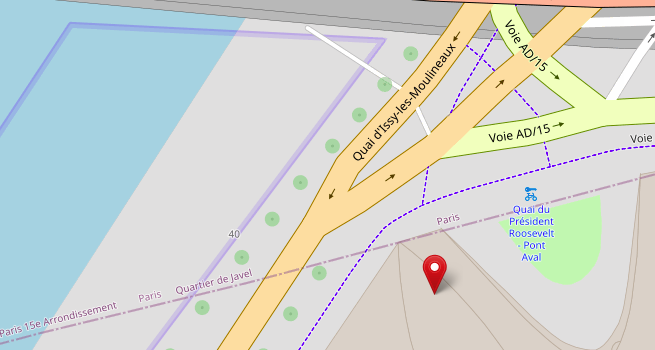 Voie AD/15
Quai d'Issy-les-Moulineaux
Voie AD/15
Voie
Quai du
Président
Roosevelt
- Pont
Aval
Paris
40
Paris
Quartier de Javel
Paris 15e Arrondissement